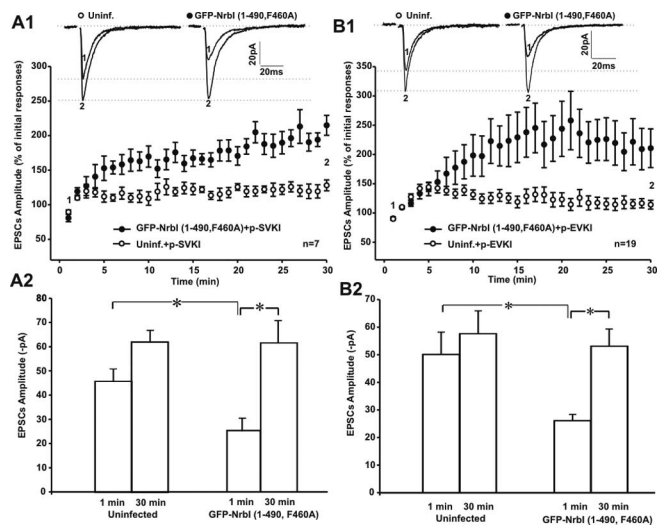 A1
Uninf.
GFP-NrbI (1-490,F460A)
1
2
1
2
20pA
20ms
EPSCs Amplitude (% of initial responses)
300
250
200
150
100
50
1
2
GFP-NrbI (1-490,F460A)+p-SVKI
Uninf.+p-SVKI
n=7
0 5 10 15 20 25 30
Time (min)
B1
Uninf.
GFP-NrbI (1-490,F460A)
1
2
1
2
20pA
20ms
EPSCs Amplitude (% of initial responses)
350
300
250
200
150
100
50
1
2
GFP-NrbI (1-490,F460A)+p-EVKI
Uninf.+p-EVKI
n=19
0 5 10 15 20 25 30
Time (min)
A2
EPSCs Amplitude (-pA)
80
70
60
50
40
30
20
10
0
*
*
1 min 30 min 1 min 30 min
Uninfected GFP-NrbI (1-490, F460A)
B2
EPSCs Amplitude (-pA)
70
60
50
40
30
20
10
0
*
*
1 min 30 min 1 min 30 min
Uninfected GFP-NrbI (1-490, F460A)